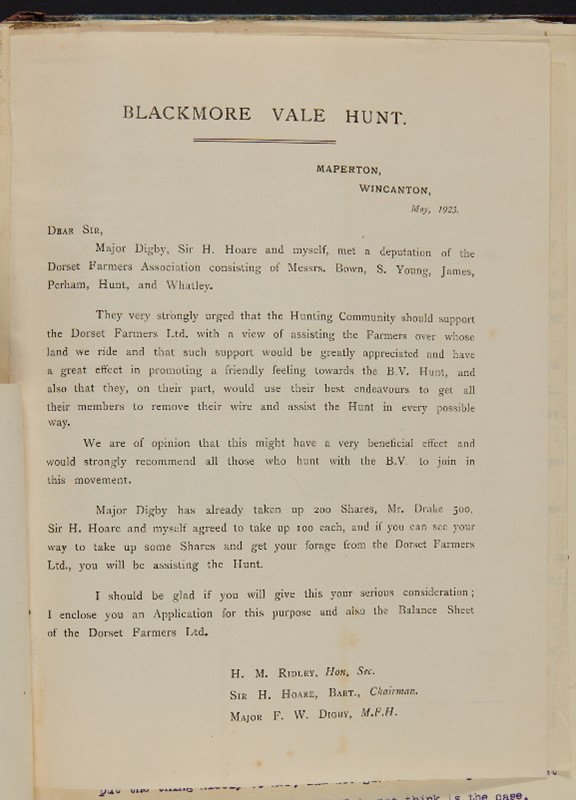 BLACKMORE VALE HUNT.
MAPERTON,
WINCANTON,
May, 1923.
DEAR SIR,
Major Digby, Sir H. Hoare and myself, met a deputation of the
Dorset Farmers Association consisting of Messrs. Bown, S. Young, James,
Perham, Hunt, and Whatley.
They very strongly urged that the Hunting Community should support
the Dorset Farmers Ltd. with a view of assisting the Farmers over whose
land we ride and that such support would be greatly appreciated and have
a great effect in promoting a friendly feeling towards the B.V. Hunt, and
also that they, on their part, would use their best endeavours to get all
their members to remove their wire and assist the Hunt in every possible
way.
We are of opinion that this might have a very beneficial effect and
would strongly recommend all those who hunt with the B.V. to join in
this movement.
Major Digby has already taken up 200 Shares, Mr. Drake 500,
Sir H. Hoare and myself agreed to take up 100 each, and if you can see your
way to take up some Shares and get your forage from the Dorset Farmers
Ltd., you will be assisting the Hunt.
I should be glad if you will give this your serious consideration;
I enclose you an Application for this purpose and also the Balance Sheet
of the Dorset Farmers Ltd.
H. M. RIDLEY, Hon. Sec.
SIR H. HOARE, BART., Chairman.
MAJOR F. W. DIGBY, M.F.H.
think is the case.